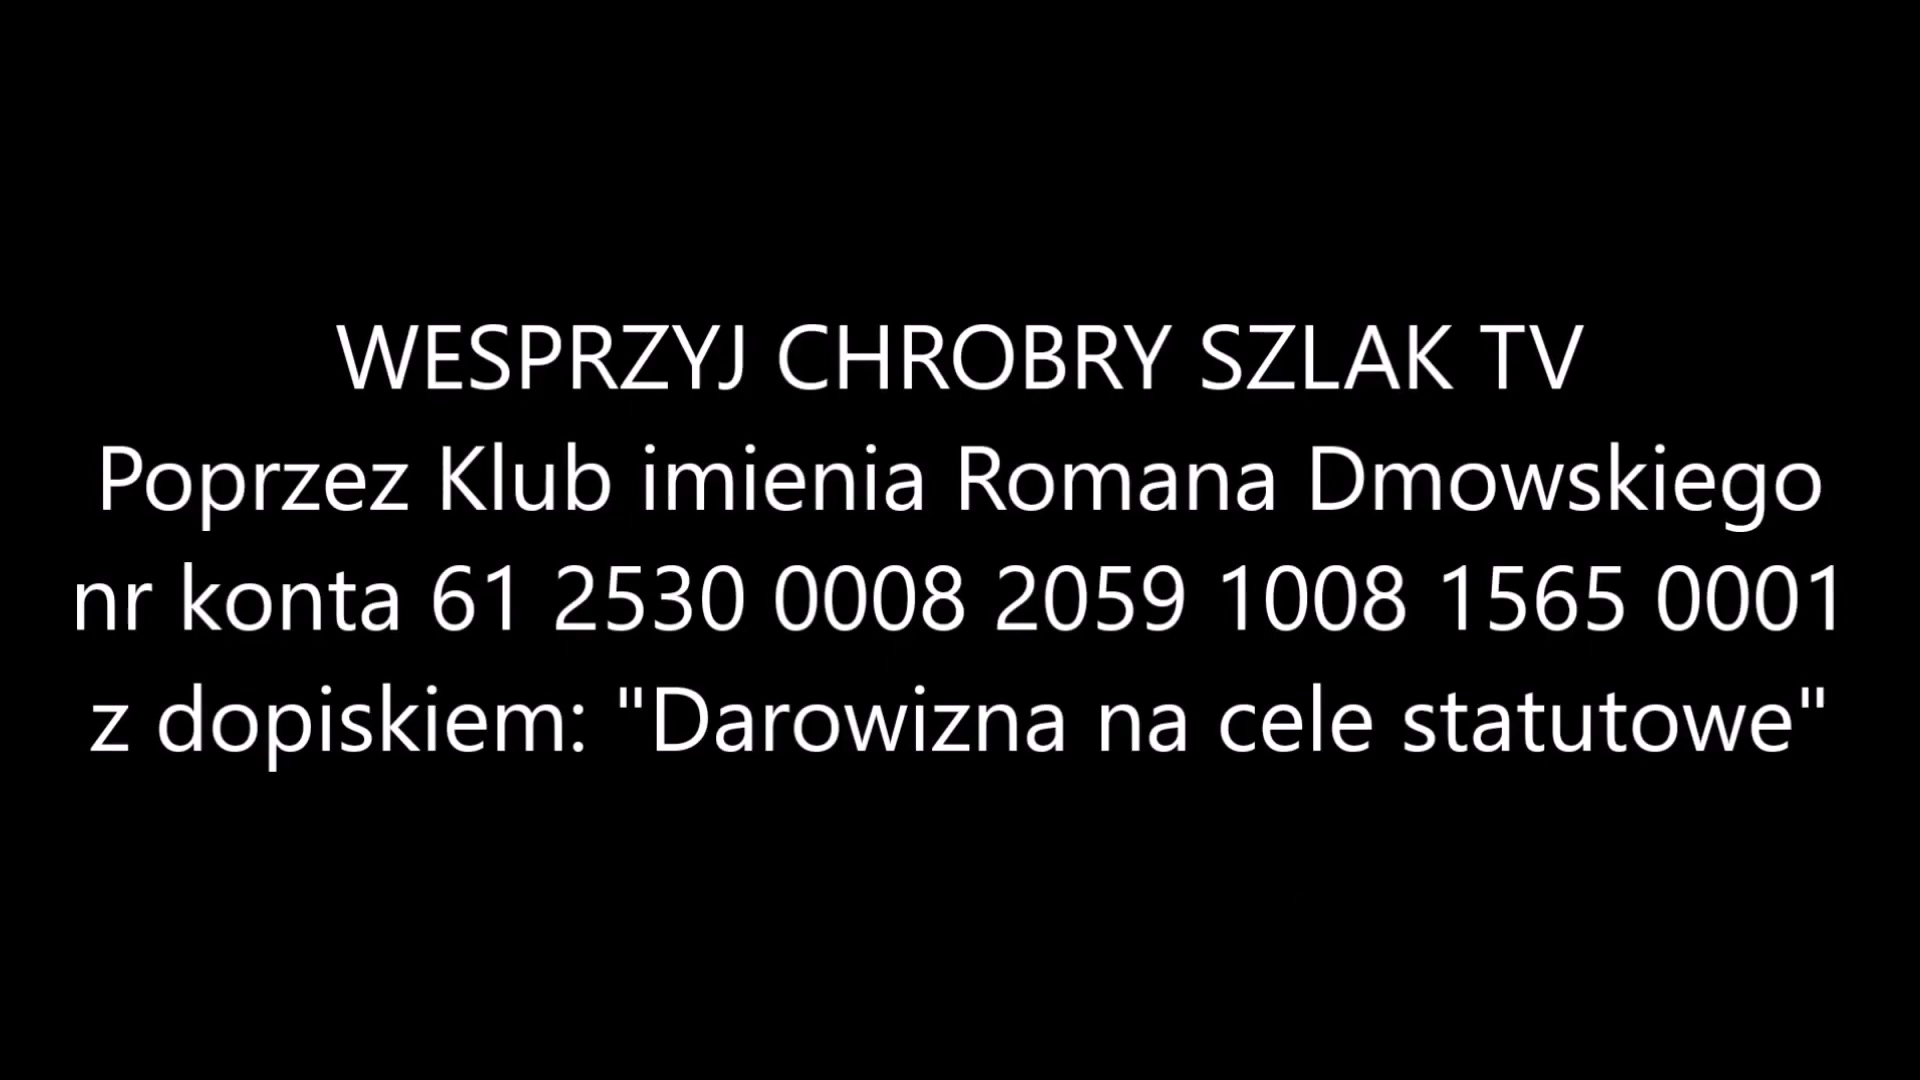 WESPRZYJ CHROBRY SZLAK TV
Poprzez Klub imienia Romana Dmowskiego
nr konta 61 2530 0008 2059 1008 1565 0001
z dopiskiem: "Darowizna na cele statutowe"